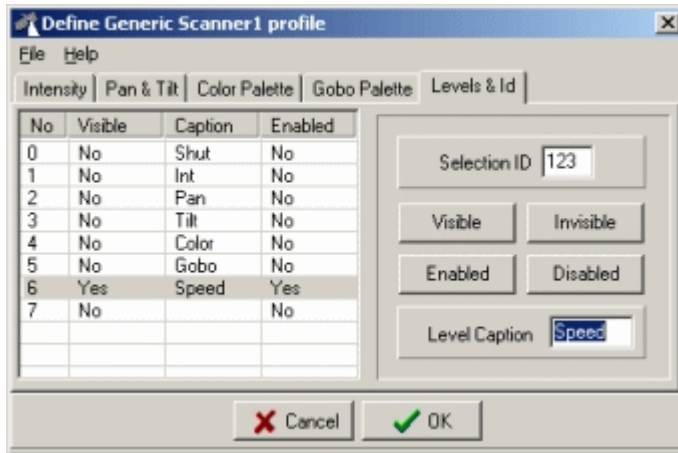 Define Generic Scanner1 profile
File Help
Intensity Pan & Tilt Color Palette Gobo Palette Levels & Id
No Visible Caption Enabled
0 No Shut No
1 No Int No
2 No Pan No
3 No Tilt No
4 No Color No
5 No Gobo No
6 Yes Speed Yes
7 No No
Selection ID 123
Visible Invisible
Enabled Disabled
Level Caption Speed
Cancel OK